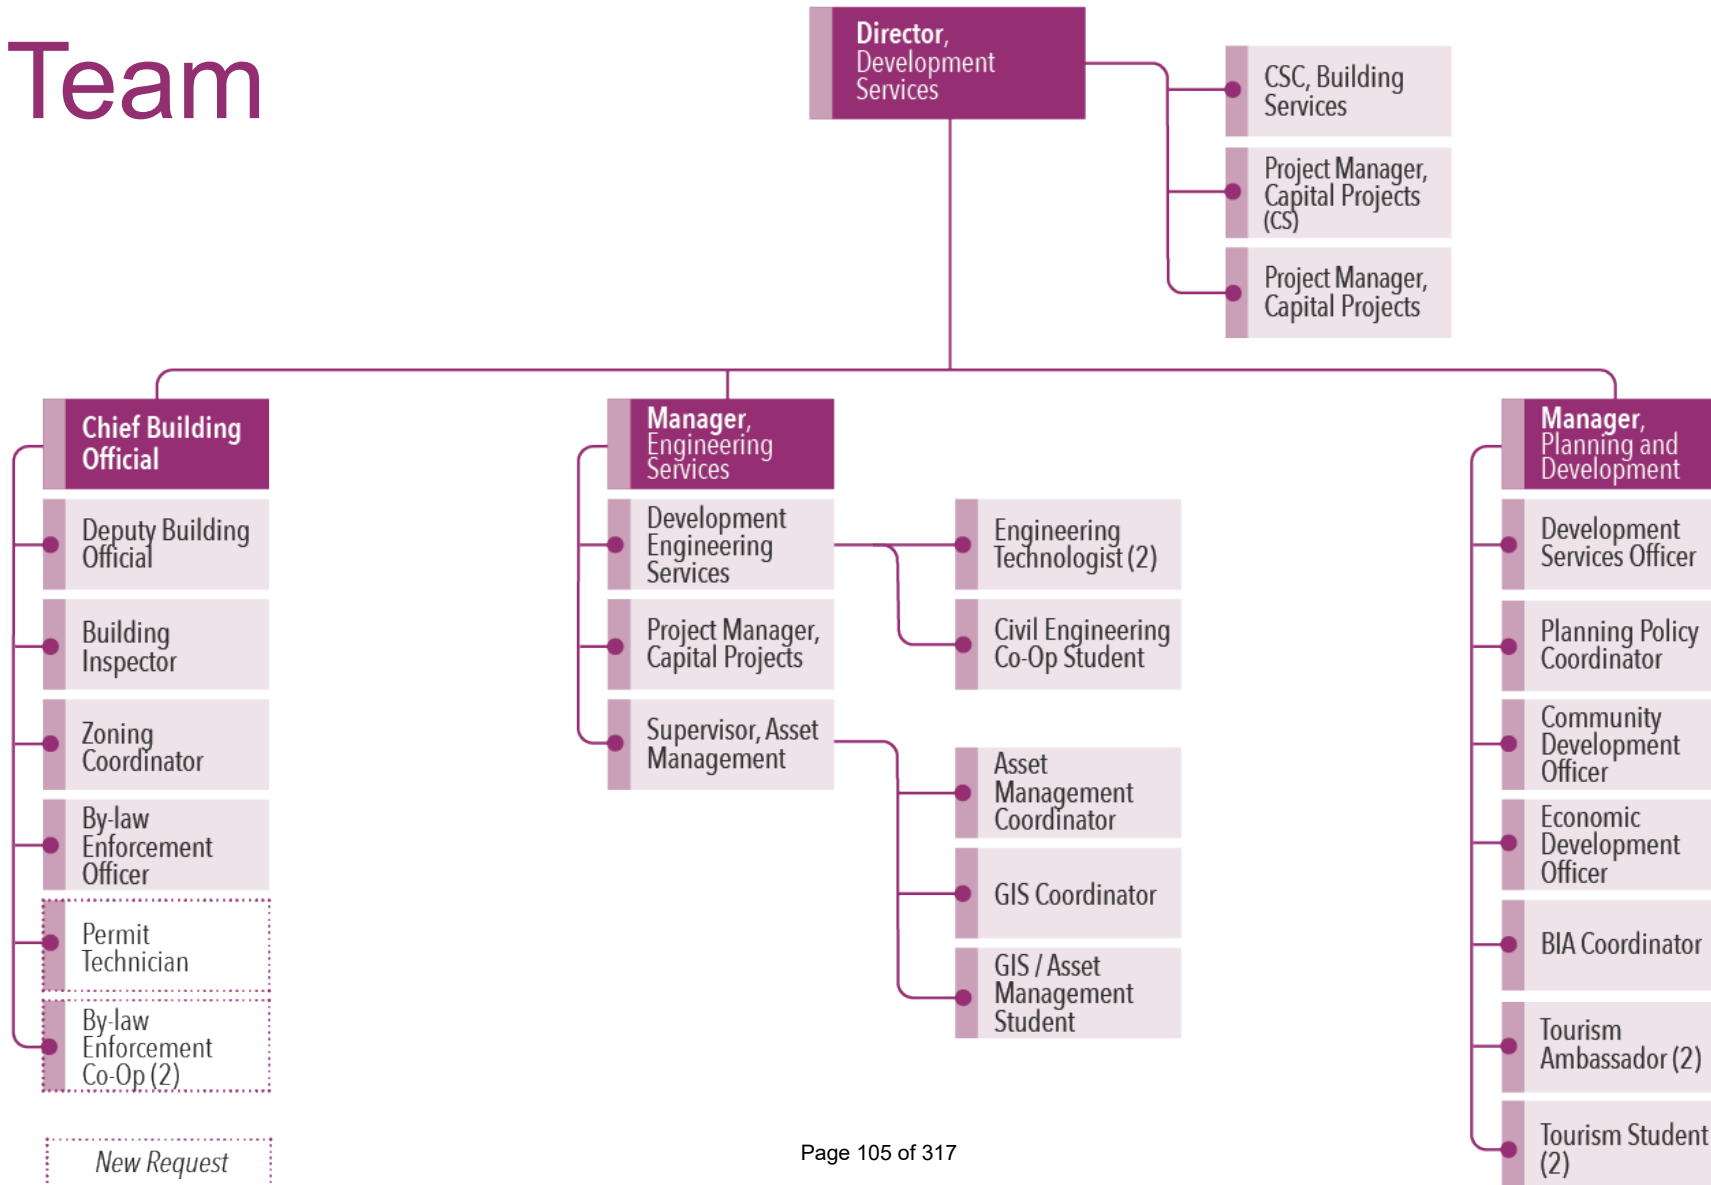 Team
Director,
Development
Services
CSC, Building
Services
Project Manager,
Capital Projects
(CS)
Project Manager,
Capital Projects
Chief Building
Official
Deputy Building
Official
Building
Inspector
Zoning
Coordinator
By-law
Enforcement
Officer
Permit
Technician
By-law
Enforcement
Co-Op (2)
New Request
Manager,
Engineering
Services
Development
Engineering
Services
Project Manager,
Capital Projects
Supervisor, Asset
Management
Engineering
Technologist (2)
Civil Engineering
Co-Op Student
Asset
Management
Coordinator
GIS Coordinator
GIS / Asset
Management
Student
Manager,
Planning and
Development
Development
Services Officer
Planning Policy
Coordinator
Community
Development
Officer
Economic
Development
Officer
BIA Coordinator
Tourism
Ambassador (2)
Tourism Student
(2)
Page 105 of 317